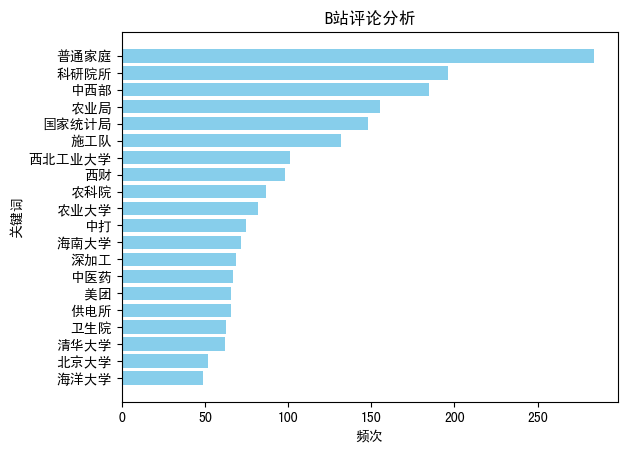 B站评论分析
关键词
普通家庭
科研院所
中西部
农业局
国家统计局
施工队
西北工业大学
西财
农科院
农业大学
中打
海南大学
深加工
中医药
美团
供电所
卫生院
清华大学
北京大学
海洋大学
0 50 100 150 200 250
频次